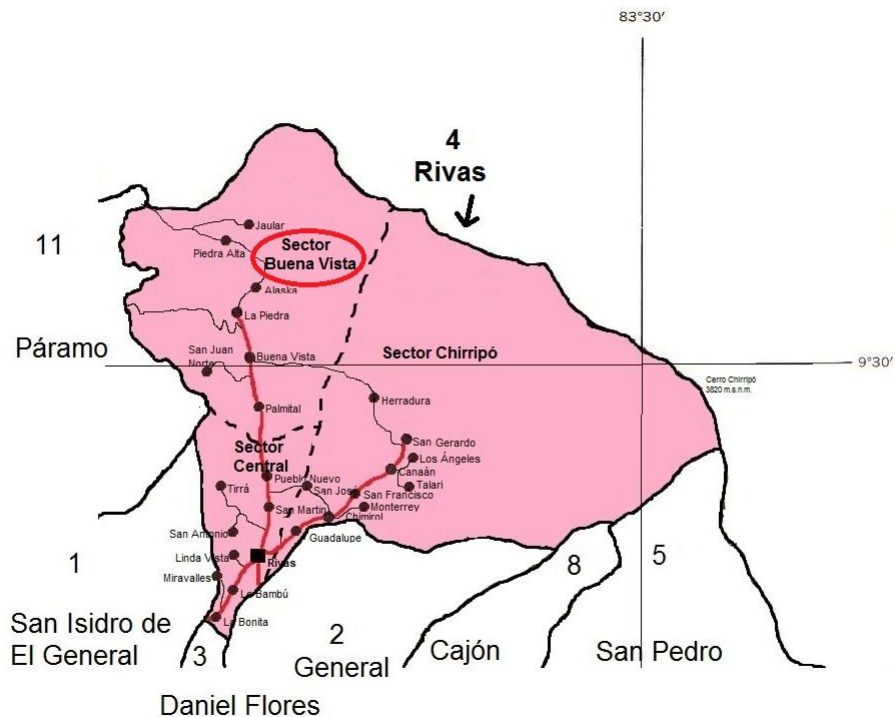 83°30'
4
Rivas
11
Jaular
Piedra Alta
Sector
Buena Vista
Alaska
La Piedra
Páramo
San Juan
Norte
Buena Vista
Sector Chirripó
9°30'
Cerro Chirripó
3820 m.s.n.m.
Herradura
Palmital
San Gerardo
Sector
Central
Los Ángeles
Canaán
Pueblo Nuevo
Talari
Tirrá
San José
San Francisco
San Martin
Monterrey
Chimirol
San Antonio
Guadalupe
Linda Vista
Rivas
1
8
5
Miravalles
La Bambú
La Bonita
San Isidro de
El General
3
2
General
Cajón
San Pedro
Daniel Flores